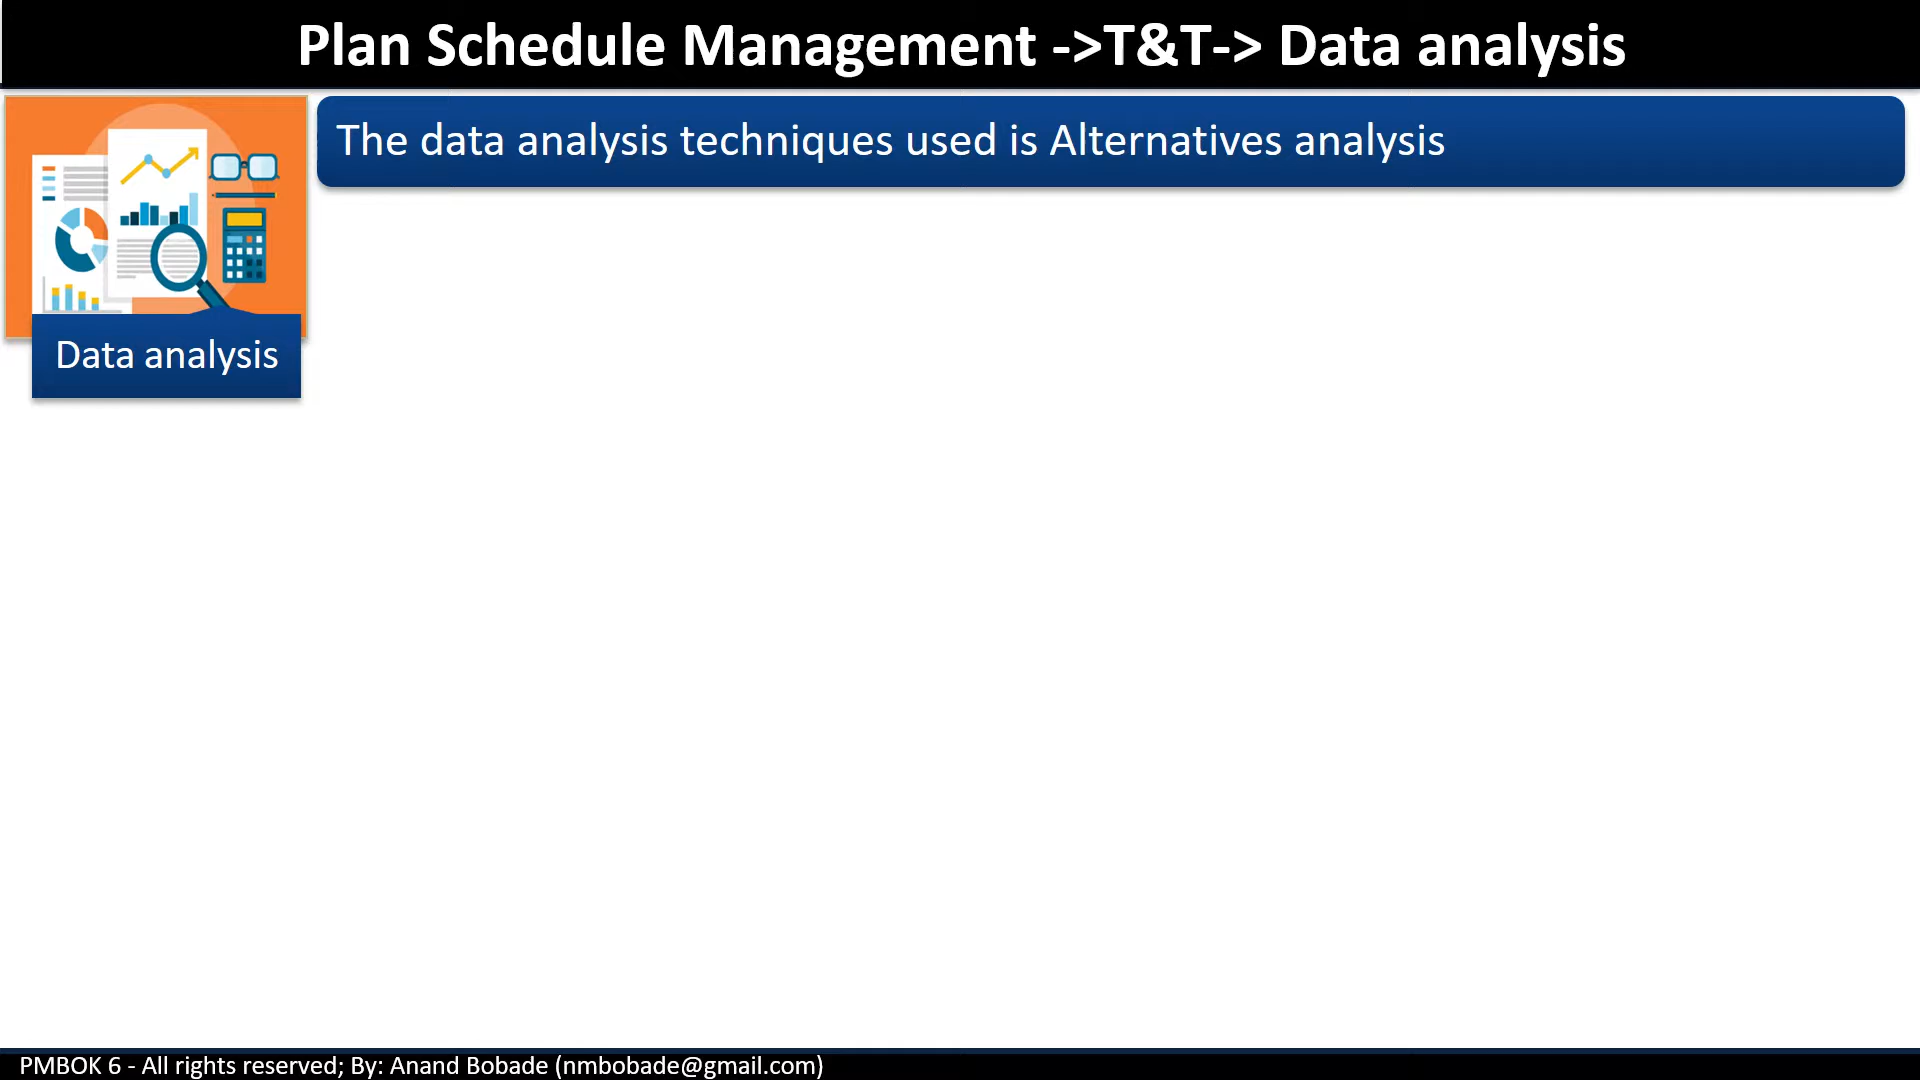 Plan Schedule Management ->T&T-> Data analysis
The data analysis techniques used is Alternatives analysis
Data analysis
PMBOK 6 - All rights reserved; By: Anand Bobade (nmbobade@gmail.com)